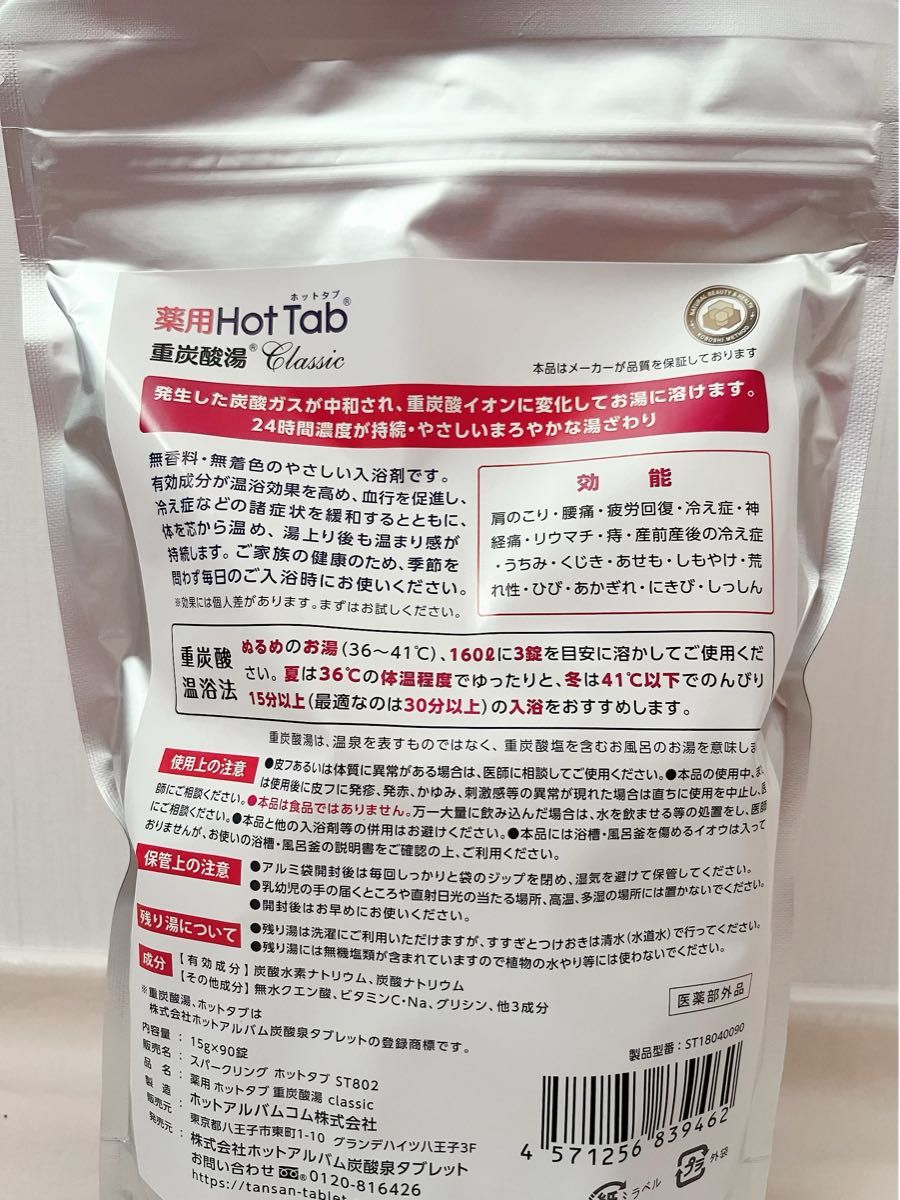 ホットタブ
薬用HotTab®
重炭酸湯® Classic
NATURAL BEAUTY & HEALTH
KOBOSHI METHOD
本品はメーカーが品質を保証しております
発生した炭酸ガスが中和され、重炭酸イオンに変化してお湯に溶けます。
24時間濃度が持続・やさしいまろやかな湯ざわり
無香料・無着色のやさしい入浴剤です。
有効成分が温浴効果を高め、血行を促進し、
冷え症などの諸症状を緩和するとともに、
体を芯から温め、湯上り後も温まり感が
持続します。ご家族の健康のため、季節を
問わず毎日のご入浴時にお使いください。
※効果には個人差があります。まずはお試しください。
効 能
肩のこり・腰痛・疲労回復・冷え症・神
経痛・リウマチ・痔・産前産後の冷え症
・うちみ・くじき・あせも・しもやけ・荒
れ性・ひび・あかぎれ・にきび・しっしん
重炭酸
温浴法
ぬるめのお湯(36〜41℃)、160ℓに3錠を目安に溶かしてご使用くだ
さい。夏は36℃の体温程度でゆったりと、冬は41℃以下でのんびり
15分以上(最適なのは30分以上)の入浴をおすすめします。
重炭酸湯は、温泉を表すものではなく、重炭酸塩を含むお風呂のお湯を意味しま
使用上の注意 ●皮フあるいは体質に異常がある場合は、医師に相談してご使用ください。●本品の使用中、ま
は使用後に皮フに発疹、発赤、かゆみ、刺激感等の異常が現れた場合は直ちに使用を中止し、医
師にご相談ください。●本品は食品ではありません。万一大量に飲み込んだ場合は、水を飲ませる等の処置をし、医師
にご相談ください。●本品と他の入浴剤等の併用はお避けください。●本品には浴槽・風呂釜を傷めるイオウは入って
おりませんが、お使いの浴槽・風呂釜の説明書をご確認の上、ご利用ください。
保管上の注意 ●アルミ袋開封後は毎回しっかりと袋のジップを閉め、湿気を避けて保管してください。
●乳幼児の手の届くところや直射日光の当たる場所、高温、多湿の場所には置かないでください。
●開封後はお早めにお使いください。
残り湯について ●残り湯は洗濯にご利用いただけますが、すすぎとつけおきは清水(水道水)で行ってください。
●残り湯には無機塩類が含まれていますので植物の水やり等には使わないでください。
成分 【有効成分】炭酸水素ナトリウム、炭酸ナトリウム
【その他成分】無水クエン酸、ビタミンC・Na、グリシン、他3成分
医薬部外品
※重炭酸湯、ホットタブは
株式会社ホットアルバム炭酸泉タブレットの登録商標です。
製品型番:ST18040090
内容量:15g×90錠
販売名:スパークリング ホットタブ ST802
品 名:薬用 ホットタブ 重炭酸湯 classic
製 造
販売元:ホットアルバムコム株式会社
東京都八王子市東町1-10 グランデハイツ八王子3F
発売元:株式会社ホットアルバム炭酸泉タブレット
お問い合わせ 0120-816426
https://tansan-tablet.
4 571256 839462
ミラベル
プラ
外袋